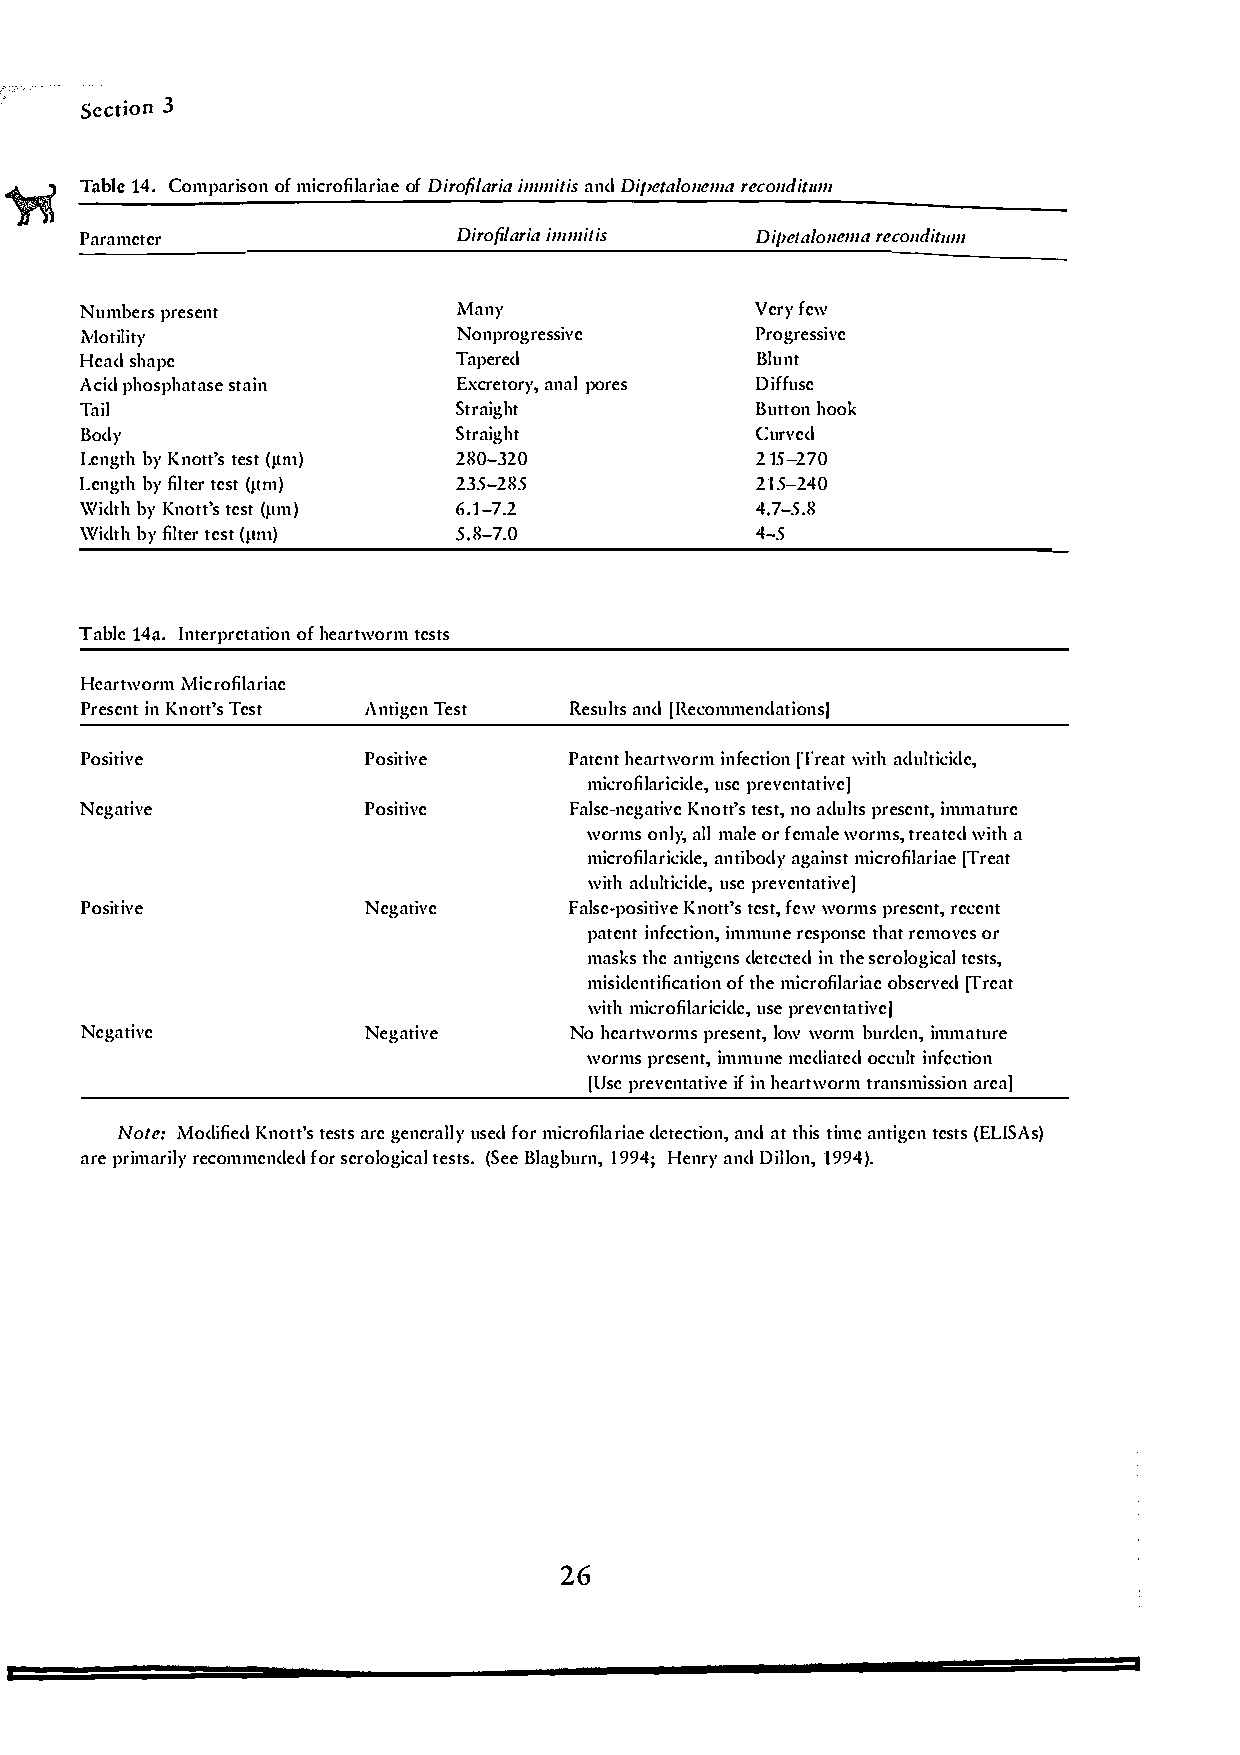 Section 3
Table 14. Comparison of microfilariae of Dirofilaria immitis and Dipetalonema reconditum
Parameter Dirofilaria immitis Dipetalonema reconditum
Numbers present Many Very few
Motility Nonprogressive Progressive
Head shape Tapered Blunt
Acid phosphatase stain Excretory, anal pores Diffuse
Tail Straight Button hook
Body Straight Curved
Length by Knott's test (µm) 280–320 215–270
Length by filter test (µm) 235–285 215–240
Width by Knott's test (µm) 6.1–7.2 4.7–5.8
Width by filter test (µm) 5.8–7.0 4–5
Table 14a. Interpretation of heartworm tests
Heartworm Microfilariae
Present in Knott's Test Antigen Test Results and [Recommendations]
Positive Positive Patent heartworm infection [Treat with adulticide,
microfilaricide, use preventative]
Negative Positive False-negative Knott's test, no adults present, immature
worms only, all male or female worms, treated with a
microfilaricide, antibody against microfilariae [Treat
with adulticide, use preventative]
Positive Negative False-positive Knott's test, few worms present, recent
patent infection, immune response that removes or
masks the antigens detected in the serological tests,
misidentification of the microfilariae observed [Treat
with microfilaricide, use preventative]
Negative Negative No heartworms present, low worm burden, immature
worms present, immune mediated occult infection
[Use preventative if in heartworm transmission area]
Note: Modified Knott's tests are generally used for microfilariae detection, and at this time antigen tests (ELISAs)
are primarily recommended for serological tests. (See Blagburn, 1994; Henry and Dillon, 1994).
26